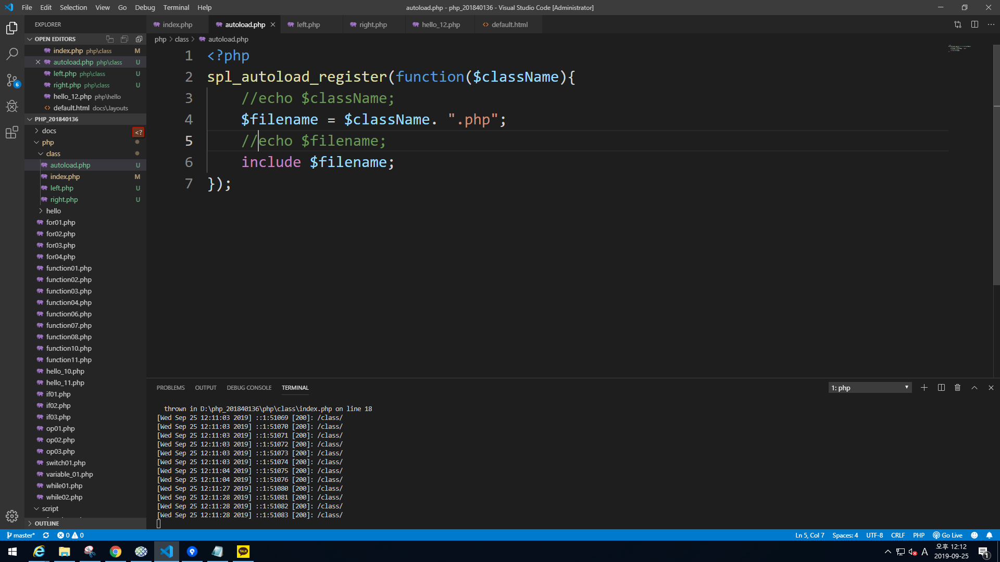 File Edit Selection View Go Debug Terminal Help
autoload.php - php_201840136 - Visual Studio Code [Administrator]
EXPLORER
index.php
autoload.php
left.php
right.php
hello_12.php
default.html
OPEN EDITORS
php > class > autoload.php
index.php php\class M
autoload.php php\class U
left.php php\class U
right.php php\class U
hello_12.php php\hello
default.html docs\.layouts
PHP_201840136
docs
<?
php
class
autoload.php U
index.php M
left.php U
right.php U
hello
for01.php
for02.php
for03.php
for04.php
function01.php
function02.php
function03.php
function04.php
function06.php
function07.php
function08.php
function10.php
function11.php
hello_10.php
hello_11.php
if01.php
if02.php
if03.php
op01.php
op02.php
op03.php
switch01.php
variable_01.php
while01.php
while02.php
script
OUTLINE
6
1 <?php
2 spl_autoload_register(function($className){
3 //echo $className;
4 $filename = $className. ".php";
5 //echo $filename;
6 include $filename;
7 });
PROBLEMS OUTPUT DEBUG CONSOLE TERMINAL
1: php
thrown in D:\php_201840136\php\class\index.php on line 18
[Wed Sep 25 12:11:03 2019] ::1:51069 [200]: /class/
[Wed Sep 25 12:11:03 2019] ::1:51070 [200]: /class/
[Wed Sep 25 12:11:03 2019] ::1:51071 [200]: /class/
[Wed Sep 25 12:11:03 2019] ::1:51072 [200]: /class/
[Wed Sep 25 12:11:03 2019] ::1:51073 [200]: /class/
[Wed Sep 25 12:11:03 2019] ::1:51074 [200]: /class/
[Wed Sep 25 12:11:04 2019] ::1:51075 [200]: /class/
[Wed Sep 25 12:11:04 2019] ::1:51076 [200]: /class/
[Wed Sep 25 12:11:27 2019] ::1:51080 [200]: /class/
[Wed Sep 25 12:11:28 2019] ::1:51081 [200]: /class/
[Wed Sep 25 12:11:28 2019] ::1:51082 [200]: /class/
[Wed Sep 25 12:11:28 2019] ::1:51083 [200]: /class/
master* 0 0
Ln 5, Col 7 Spaces: 4 UTF-8 CRLF PHP Go Live
TALK
A
오후 12:12
2019-09-25
1